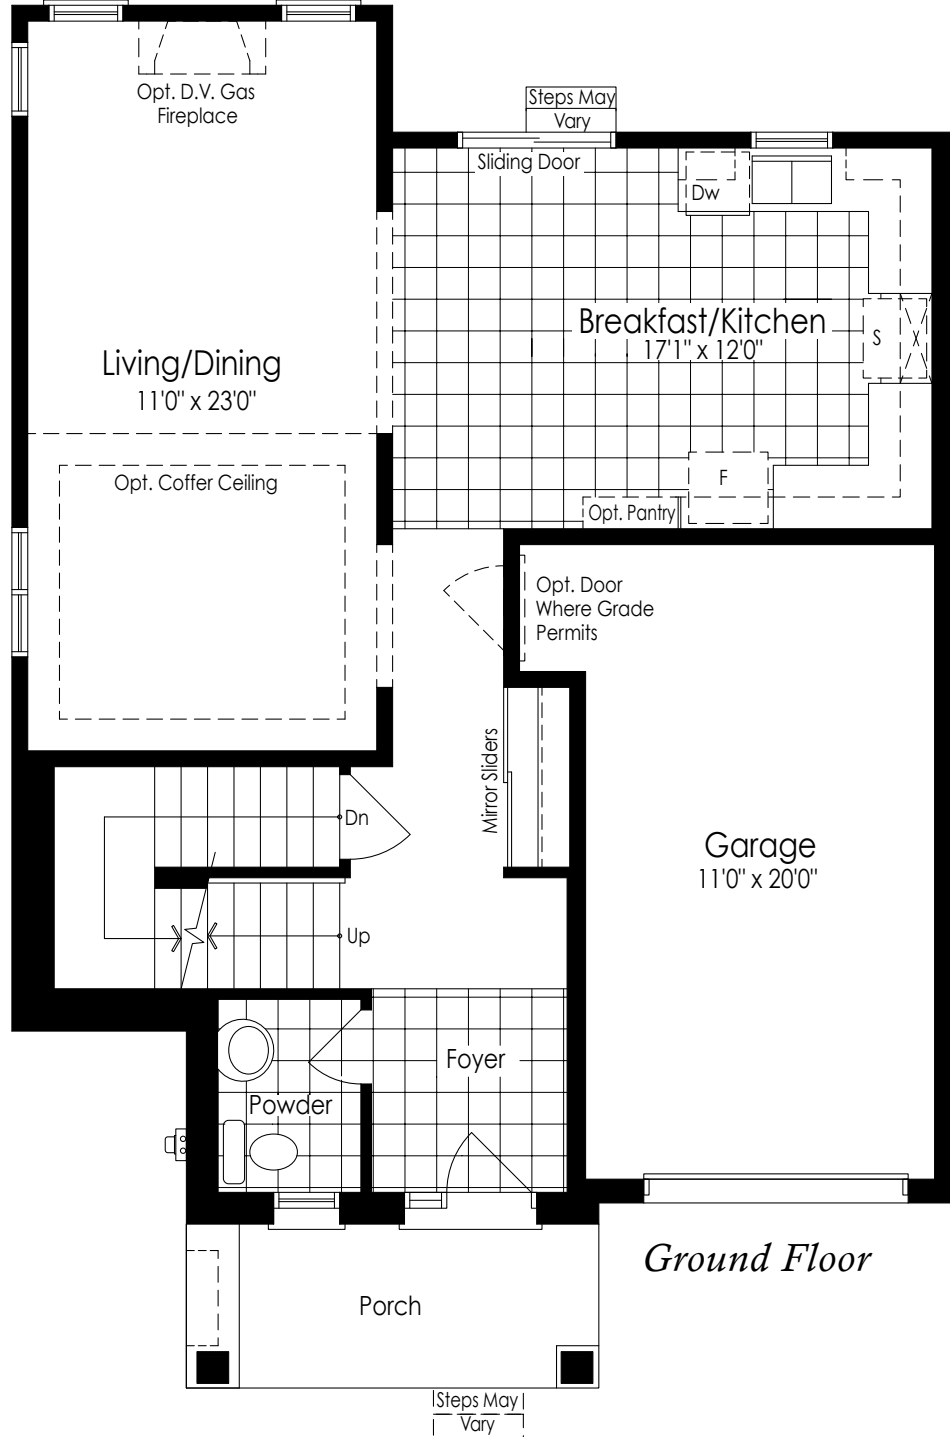 Opt. D.V. Gas
Fireplace
Steps May
Vary
Sliding Door
Dw
Breakfast/Kitchen
17'1" x 12'0"
S
Living/Dining
11'0" x 23'0"
F
Opt. Coffer Ceiling
Opt. Pantry
Opt. Door
Where Grade
Permits
Mirror Sliders
Dn
Garage
11'0" x 20'0"
Up
Foyer
Powder
Ground Floor
Porch
Steps May
Vary